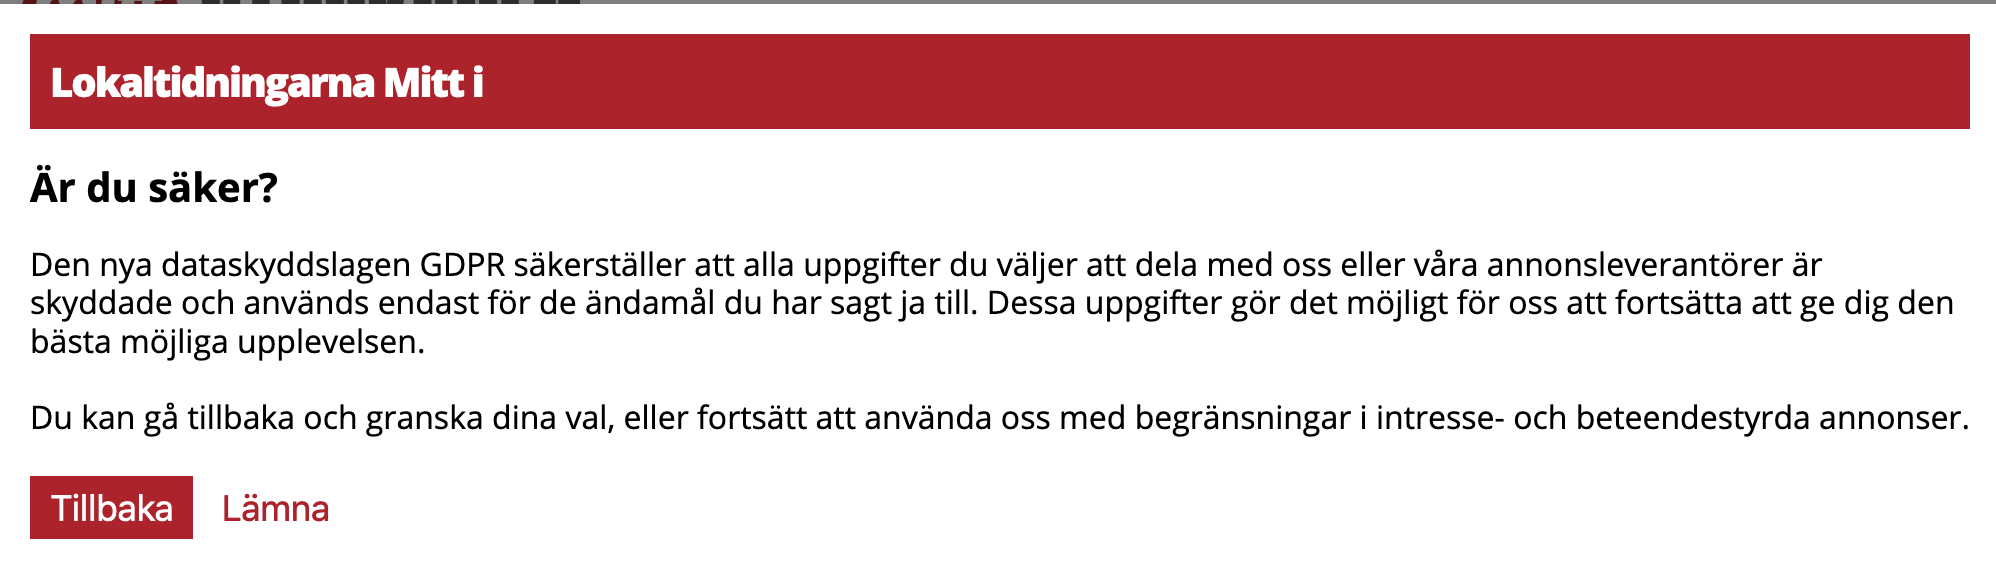 Lokaltidningarna Mitt i
Är du säker?
Den nya dataskyddslagen GDPR säkerställer att alla uppgifter du väljer att dela med oss eller våra annonsleverantörer är
skyddade och används endast för de ändamål du har sagt ja till. Dessa uppgifter gör det möjligt för oss att fortsätta att ge dig den
bästa möjliga upplevelsen.
Du kan gå tillbaka och granska dina val, eller fortsätt att använda oss med begränsningar i intresse- och beteendestyrda annonser.
Tillbaka Lämna